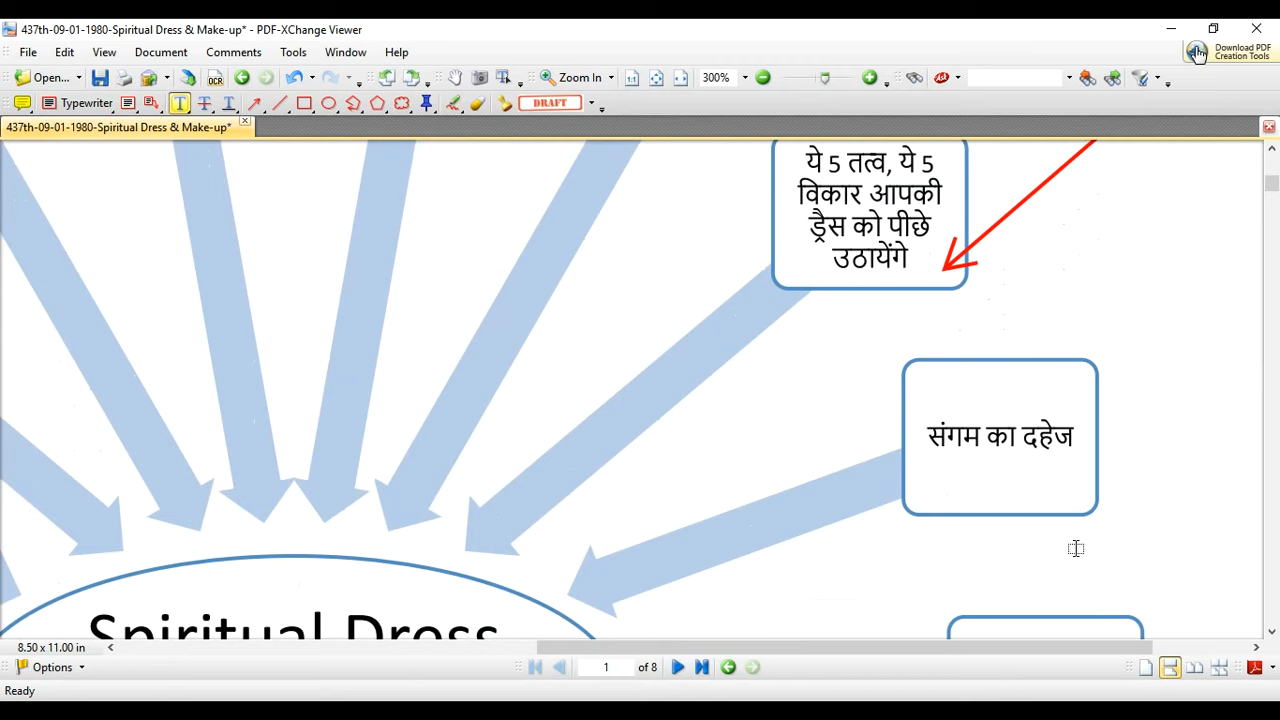 437th-09-01-1980-Spiritual Dress & Make-up* - PDF-XChange Viewer
File Edit View Document Comments Tools Window Help
Download PDF
Creation Tools
Open... OCR Zoom In 300%
Typewriter DRAFT
437th-09-01-1980-Spiritual Dress & Make-up*
ये 5 तत्व, ये 5
विकार आपकी
ड्रैस को पीछे
उठायेंगे
संगम का दहेज
Spiritual Dress
8.50 x 11.00 in
Options 1 of 8
Ready